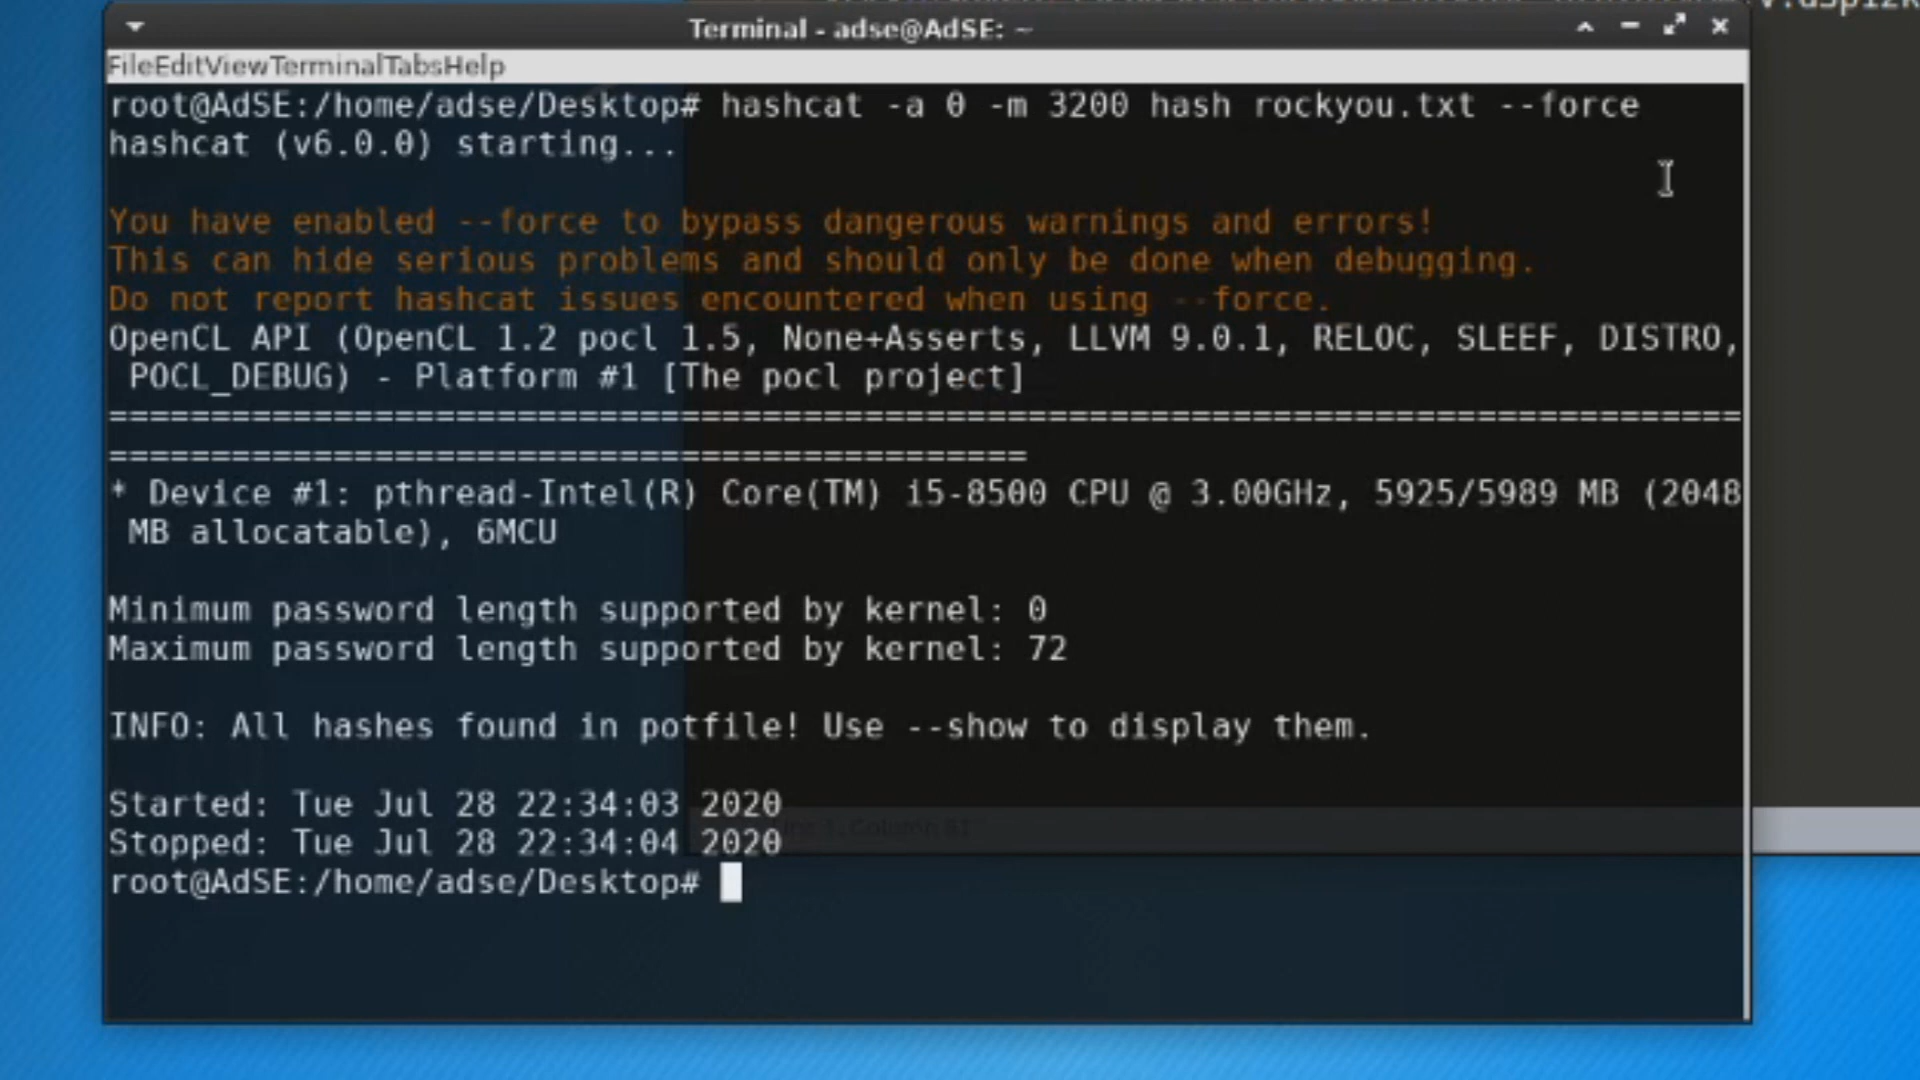 Terminal - adse@AdSE: ~
FileEditViewTerminalTabsHelp
root@AdSE:/home/adse/Desktop# hashcat -a 0 -m 3200 hash rockyou.txt --force
hashcat (v6.0.0) starting...
You have enabled --force to bypass dangerous warnings and errors!
This can hide serious problems and should only be done when debugging.
Do not report hashcat issues encountered when using --force.
OpenCL API (OpenCL 1.2 pocl 1.5, None+Asserts, LLVM 9.0.1, RELOC, SLEEF, DISTRO,
POCL_DEBUG) - Platform #1 [The pocl project]
================================================================================
=============================================
* Device #1: pthread-Intel(R) Core(TM) i5-8500 CPU @ 3.00GHz, 5925/5989 MB (2048
MB allocatable), 6MCU
Minimum password length supported by kernel: 0
Maximum password length supported by kernel: 72
INFO: All hashes found in potfile! Use --show to display them.
Started: Tue Jul 28 22:34:03 2020
Stopped: Tue Jul 28 22:34:04 2020
root@AdSE:/home/adse/Desktop#